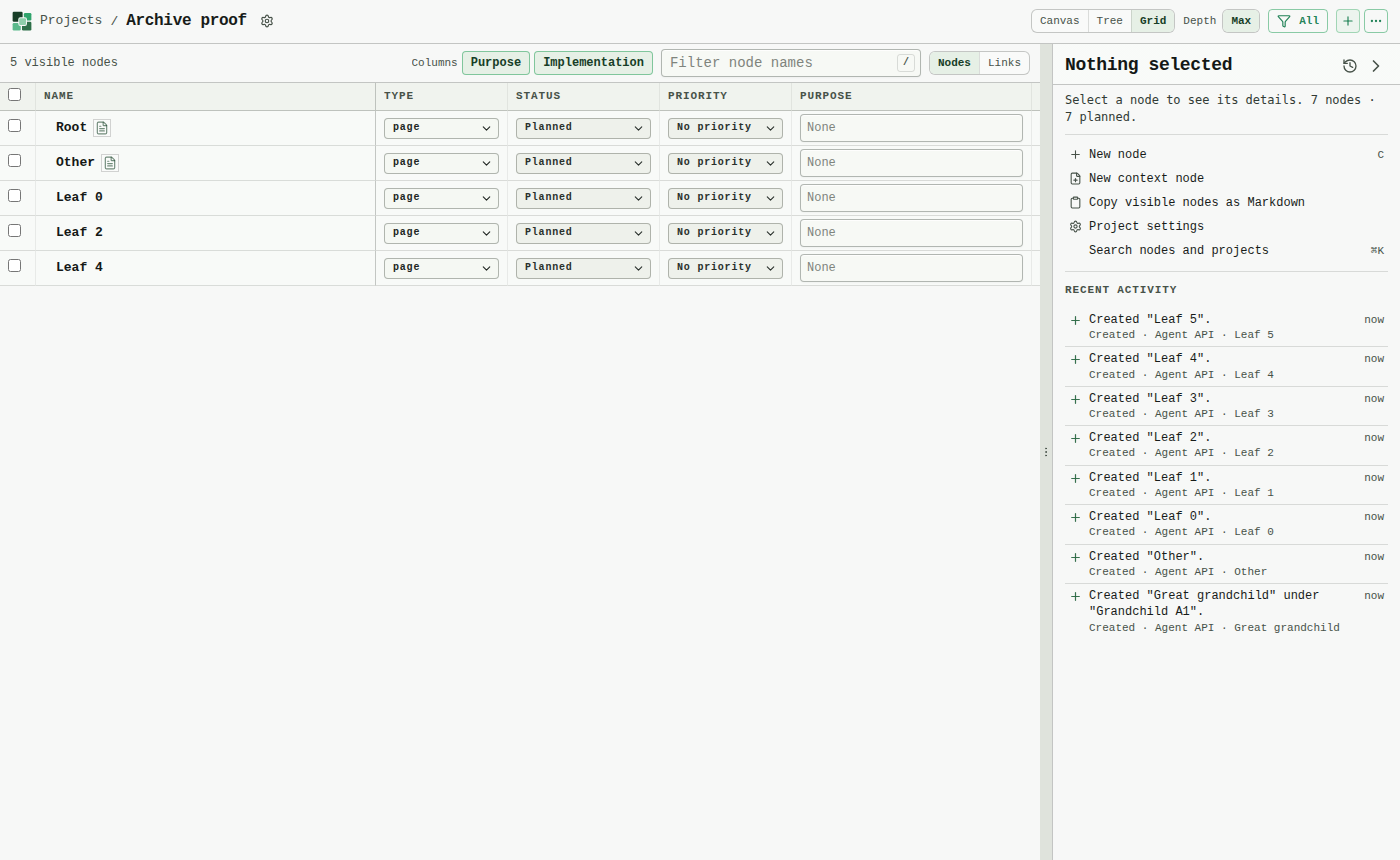 Projects / Archive proof
Canvas Tree Grid Depth Max All
5 visible nodes
Columns Purpose Implementation Filter node names / Nodes Links
NAME TYPE STATUS PRIORITY PURPOSE
Root page Planned No priority None
Other page Planned No priority None
Leaf 0 page Planned No priority None
Leaf 2 page Planned No priority None
Leaf 4 page Planned No priority None
Nothing selected
Select a node to see its details. 7 nodes ·
7 planned.
New node C
New context node
Copy visible nodes as Markdown
Project settings
Search nodes and projects ⌘K
RECENT ACTIVITY
Created "Leaf 5". now
Created · Agent API · Leaf 5
Created "Leaf 4". now
Created · Agent API · Leaf 4
Created "Leaf 3". now
Created · Agent API · Leaf 3
Created "Leaf 2". now
Created · Agent API · Leaf 2
Created "Leaf 1". now
Created · Agent API · Leaf 1
Created "Leaf 0". now
Created · Agent API · Leaf 0
Created "Other". now
Created · Agent API · Other
Created "Great grandchild" under now
"Grandchild A1".
Created · Agent API · Great grandchild